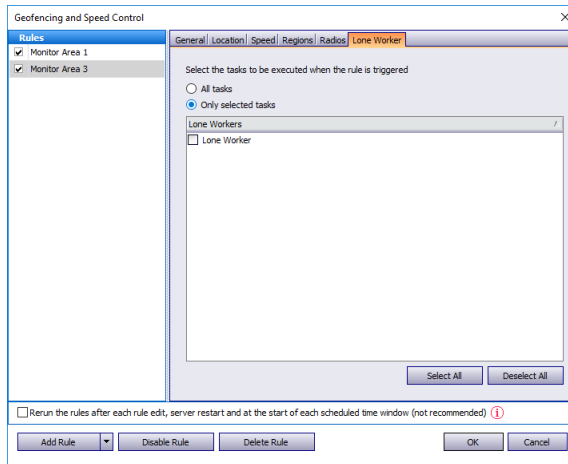 Geofencing and Speed Control
Rules
Monitor Area 1
Monitor Area 3
General Location Speed Regions Radios Lone Worker
Select the tasks to be executed when the rule is triggered
All tasks
Only selected tasks
Lone Workers /
Lone Worker
Select All Deselect All
Rerun the rules after each rule edit, server restart and at the start of each scheduled time window (not recommended) i
Add Rule Disable Rule Delete Rule OK Cancel